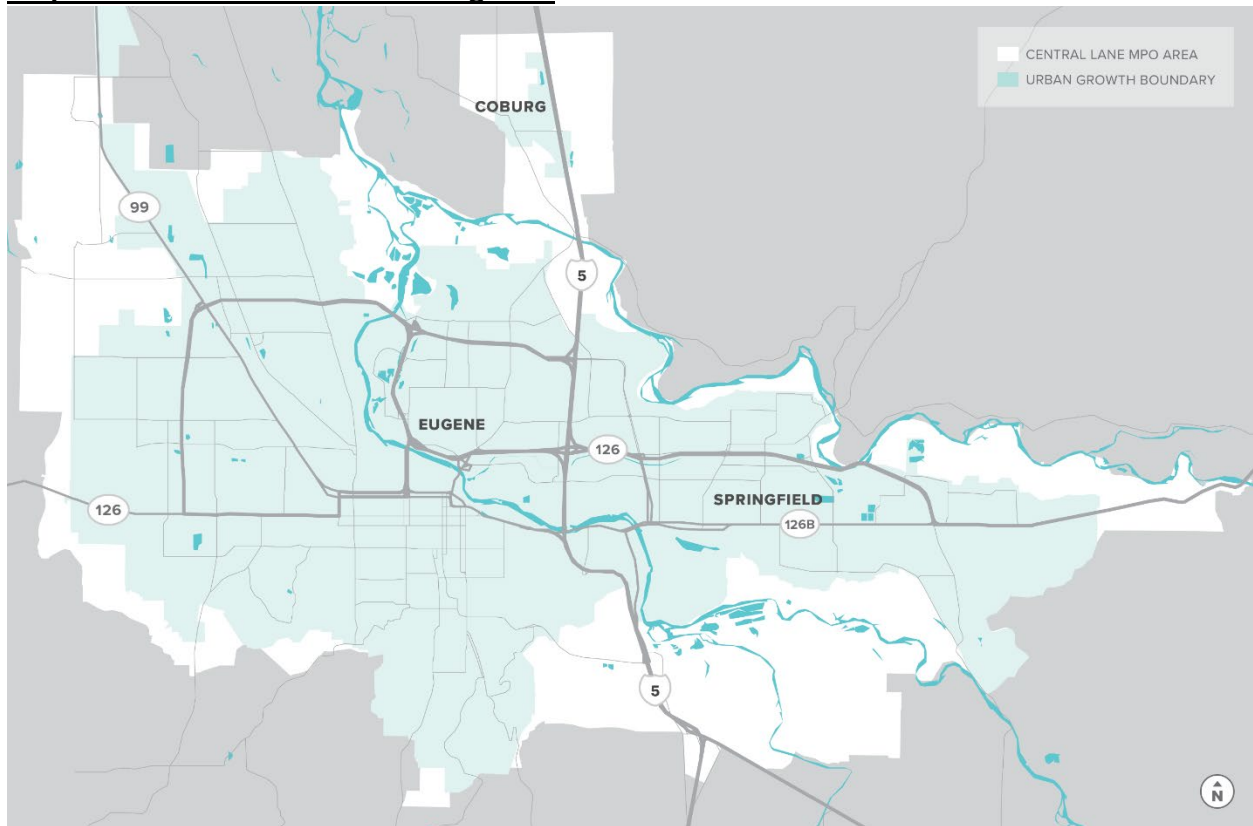 CENTRAL LANE MPO AREA
URBAN GROWTH BOUNDARY
COBURG
99
5
EUGENE
126
SPRINGFIELD
126
126B
5
N